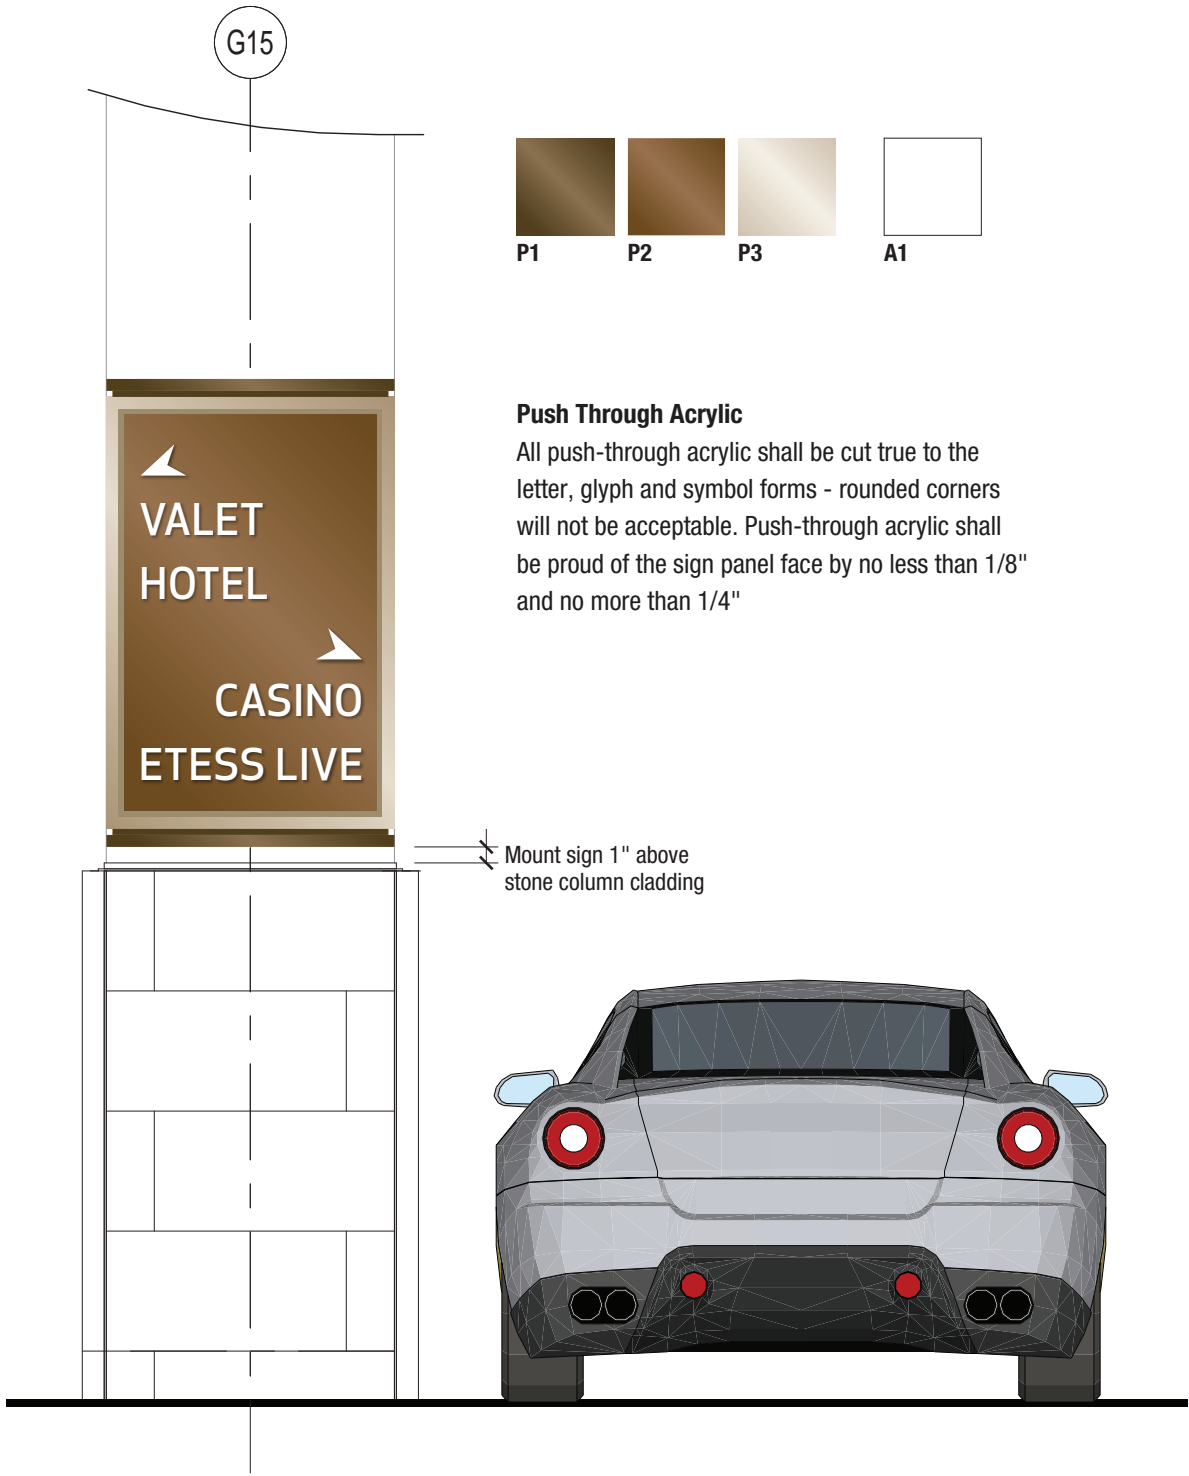 G15
P1
P2
P3
A1
Push Through Acrylic
All push-through acrylic shall be cut true to the
letter, glyph and symbol forms - rounded corners
will not be acceptable. Push-through acrylic shall
be proud of the sign panel face by no less than 1/8"
and no more than 1/4"
VALET
HOTEL
CASINO
ETESS LIVE
Mount sign 1" above
stone column cladding